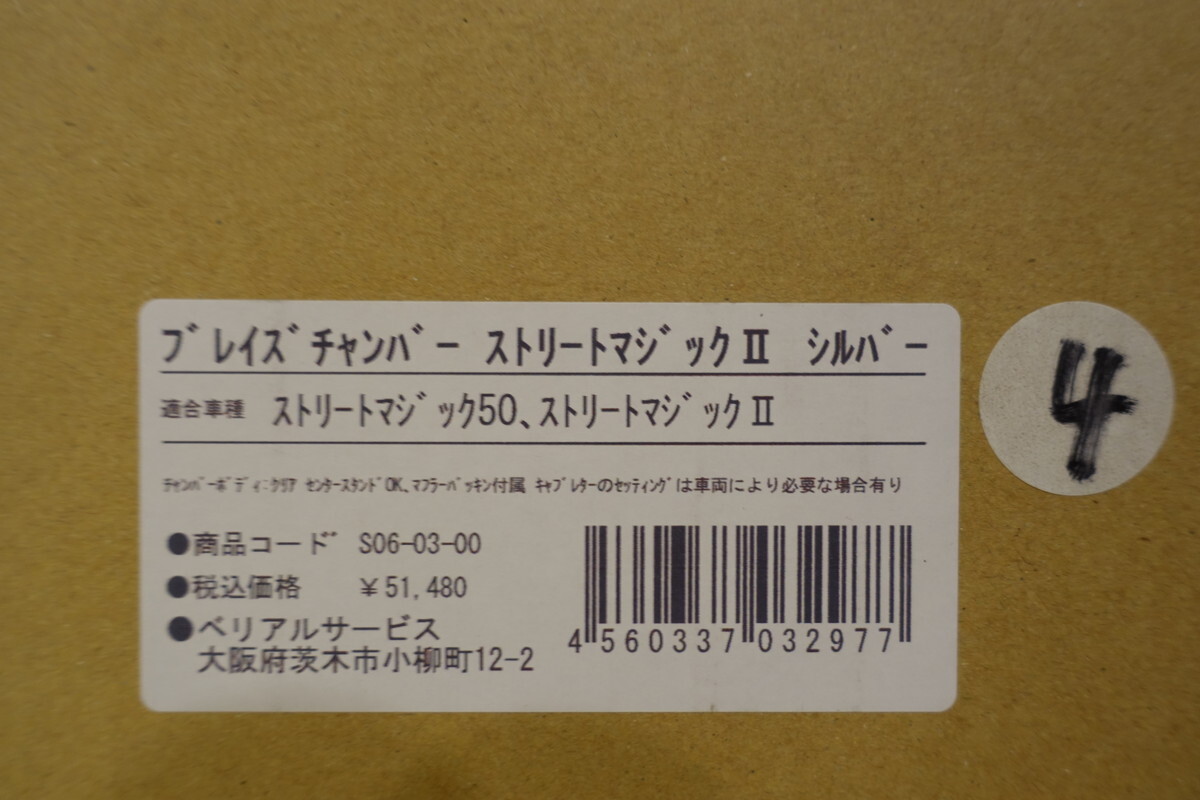 ﾌﾞﾚｲｽﾞﾁｬﾝﾊﾞｰ ｽﾄﾘｰﾄﾏｼﾞｯｸⅡ ｼﾙﾊﾞｰ
適合車種 ｽﾄﾘｰﾄﾏｼﾞｯｸ50、ｽﾄﾘｰﾄﾏｼﾞｯｸⅡ
ﾁｬﾝﾊﾞｰﾎﾞﾃﾞｨ:ｸﾘｱ ｾﾝﾀｰｽﾀﾝﾄﾞOK、ﾏﾌﾗｰﾊﾟｯｷﾝ付属 ｷｬﾌﾞﾚﾀｰのｾｯﾃｨﾝｸﾞは車両により必要な場合有り
●商品コード S06-03-00
●税込価格 ￥51,480
●ベリアルサービス
大阪府茨木市小柳町12-2
4 560337 032977
4